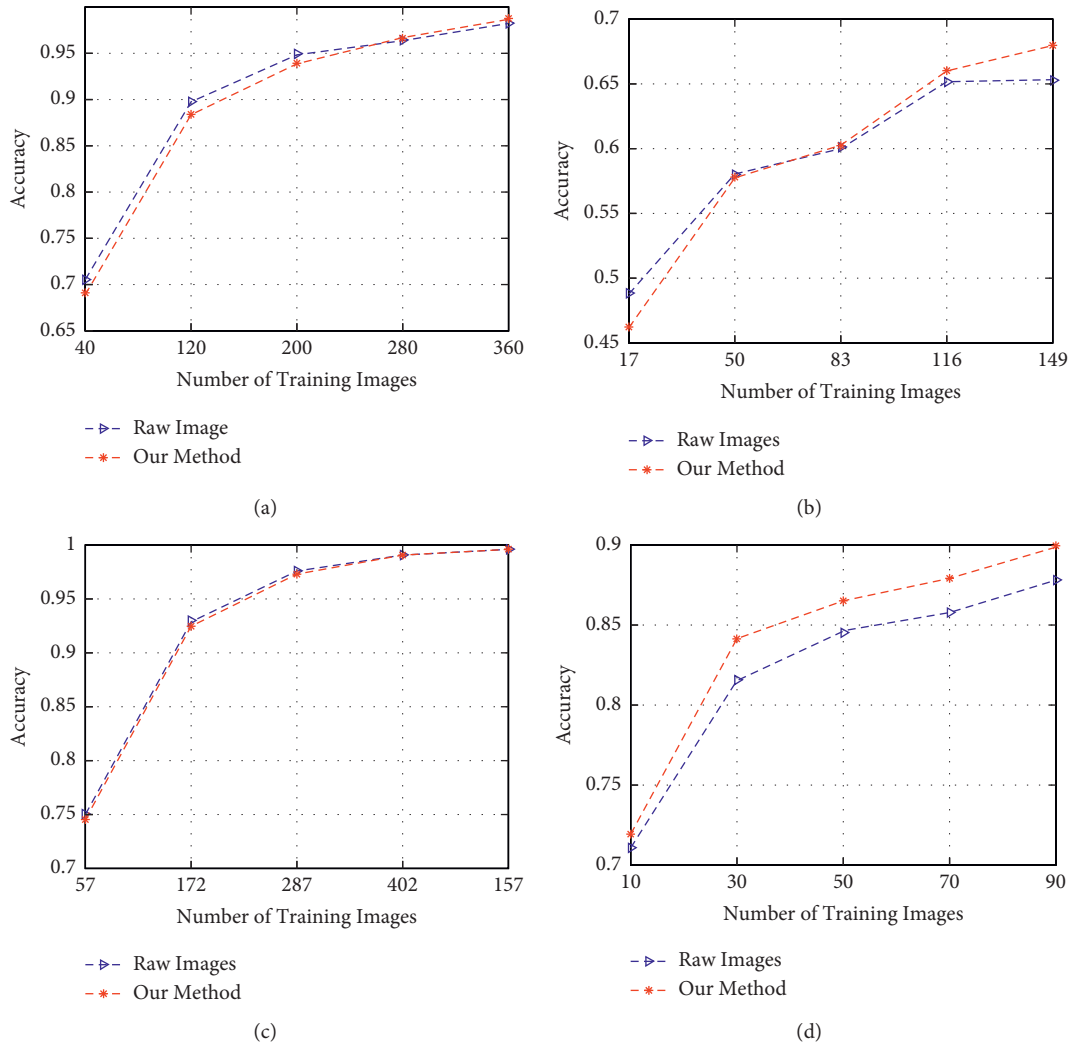 0.95
0.9
0.85
0.8
0.75
0.7
0.65
Accuracy
40 120 200 280 360
Number of Training Images
Raw Image
Our Method
(a)
0.7
0.65
0.6
0.55
0.5
0.45
Accuracy
17 50 83 116 149
Number of Training Images
Raw Images
Our Method
(b)
1
0.95
0.9
0.85
0.8
0.75
0.7
Accuracy
57 172 287 402 157
Number of Training Images
Raw Images
Our Method
(c)
0.9
0.85
0.8
0.75
0.7
Accuracy
10 30 50 70 90
Number of Training Images
Raw Images
Our Method
(d)